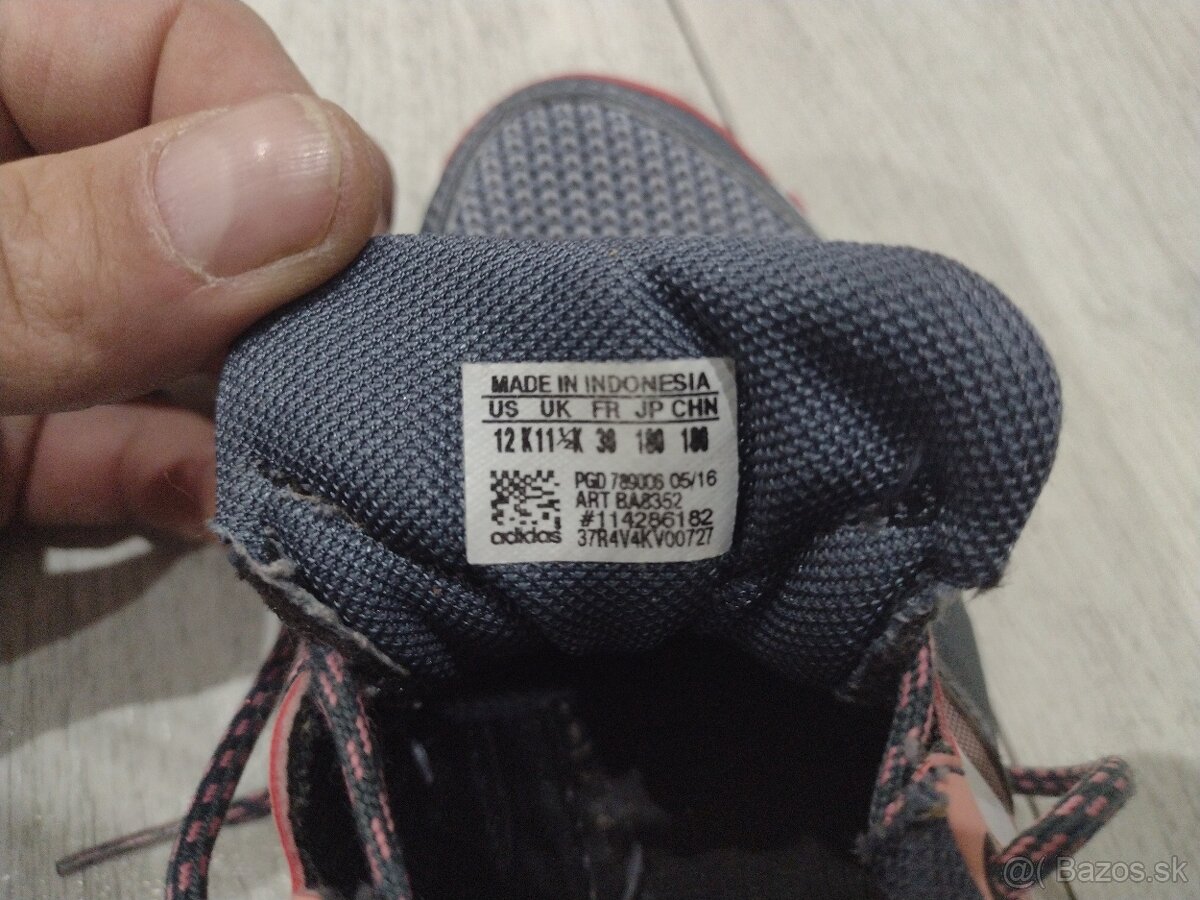 MADE IN INDONESIA
US UK FR JP CHN
12 K 11½K 30 180 180
PGD 789006 05/16
ART BA8352
#114286182
adidas 37R4V4KV00727
@( Bazos.sk